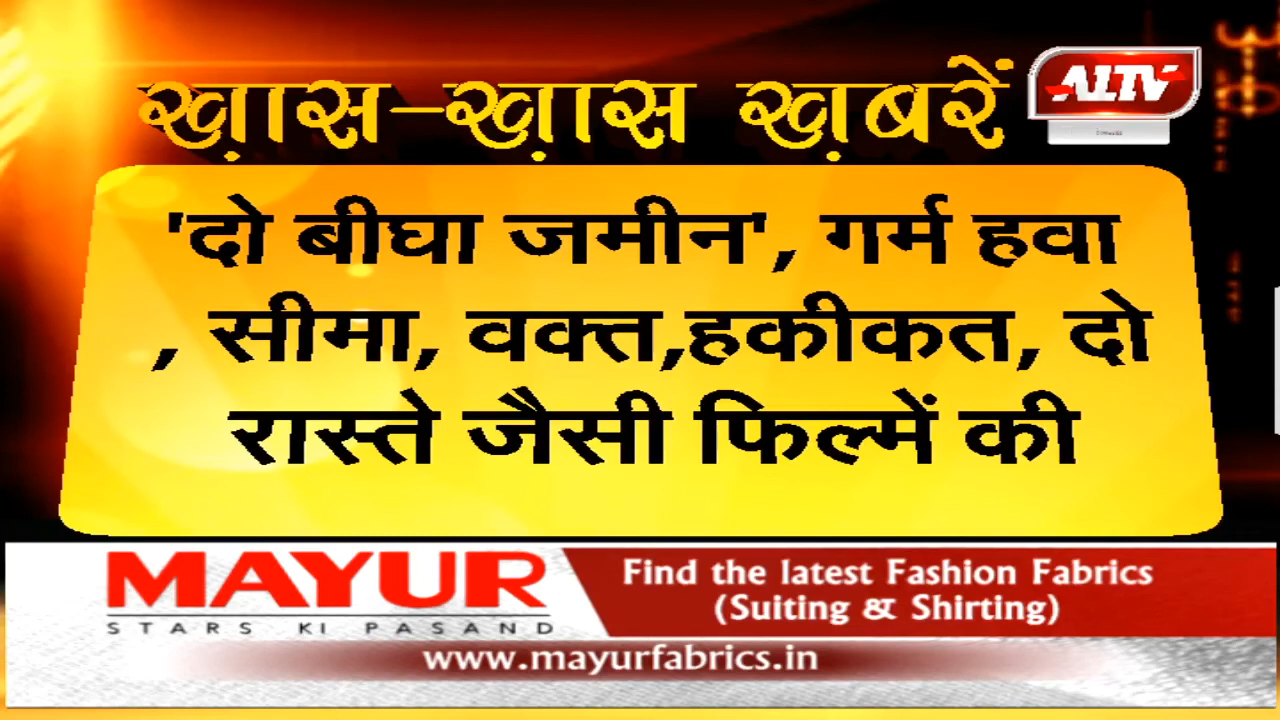 ख़ास-ख़ास ख़बरें
A1TV
'दो बीघा जमीन', गर्म हवा
, सीमा, वक्त,हकीकत, दो
रास्ते जैसी फिल्में की
MAYUR
STARS KI PASAND
Find the latest Fashion Fabrics
(Suiting & Shirting)
www.mayurfabrics.in